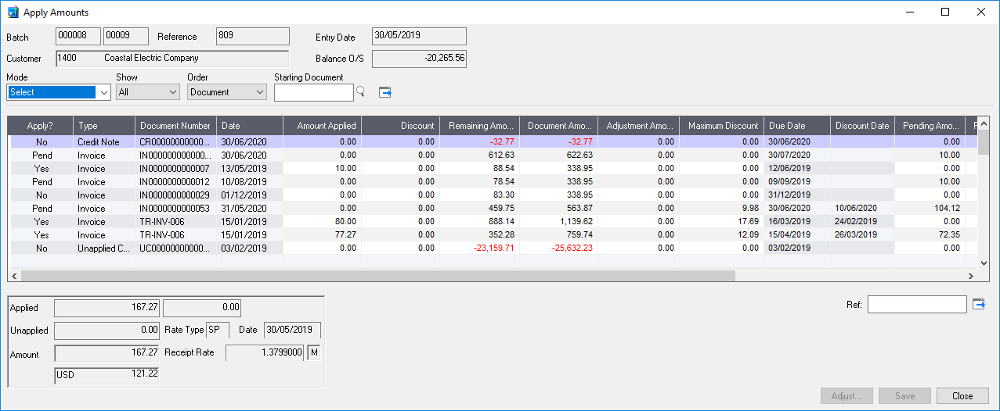 Apply Amounts
Batch 000008 00009 Reference 809 Entry Date 30/05/2019
Customer 1400 Coastal Electric Company Balance O/S -20,265.56
Mode Show Order Starting Document
Select All Document
Apply? Type Document Number Date Amount Applied Discount Remaining Amo... Document Amo... Adjustment Amo... Maximum Discount Due Date Discount Date Pending Amo...
No Credit Note CR00000000000... 30/06/2020 0.00 0.00 -32.77 -32.77 0.00 0.00 30/06/2020 0.00
Pend Invoice IN000000000000... 30/06/2020 0.00 0.00 612.63 622.63 0.00 0.00 30/07/2020 10.00
Yes Invoice IN0000000000007 13/05/2019 10.00 0.00 88.54 338.95 0.00 0.00 12/06/2019 0.00
Pend Invoice IN0000000000012 10/08/2019 0.00 0.00 78.54 338.95 0.00 0.00 09/09/2019 10.00
No Invoice IN0000000000029 01/12/2019 0.00 0.00 83.30 338.95 0.00 0.00 31/12/2019 0.00
Pend Invoice IN0000000000053 31/05/2020 0.00 0.00 459.75 563.87 0.00 9.98 30/06/2020 10/06/2020 104.12
Yes Invoice TR-INV-006 15/01/2019 80.00 0.00 888.14 1,139.62 0.00 17.69 16/03/2019 24/02/2019 0.00
Yes Invoice TR-INV-006 15/01/2019 77.27 0.00 352.28 759.74 0.00 12.09 15/04/2019 26/03/2019 72.35
No Unapplied C... UC00000000000... 03/02/2019 0.00 0.00 -23,159.71 -25,632.23 0.00 0.00 03/02/2019 0.00
Applied 167.27 0.00 Ref:
Unapplied 0.00 Rate Type SP Date 30/05/2019
Amount 167.27 Receipt Rate 1.3799000 M
USD 121.22
Adjust... Save Close